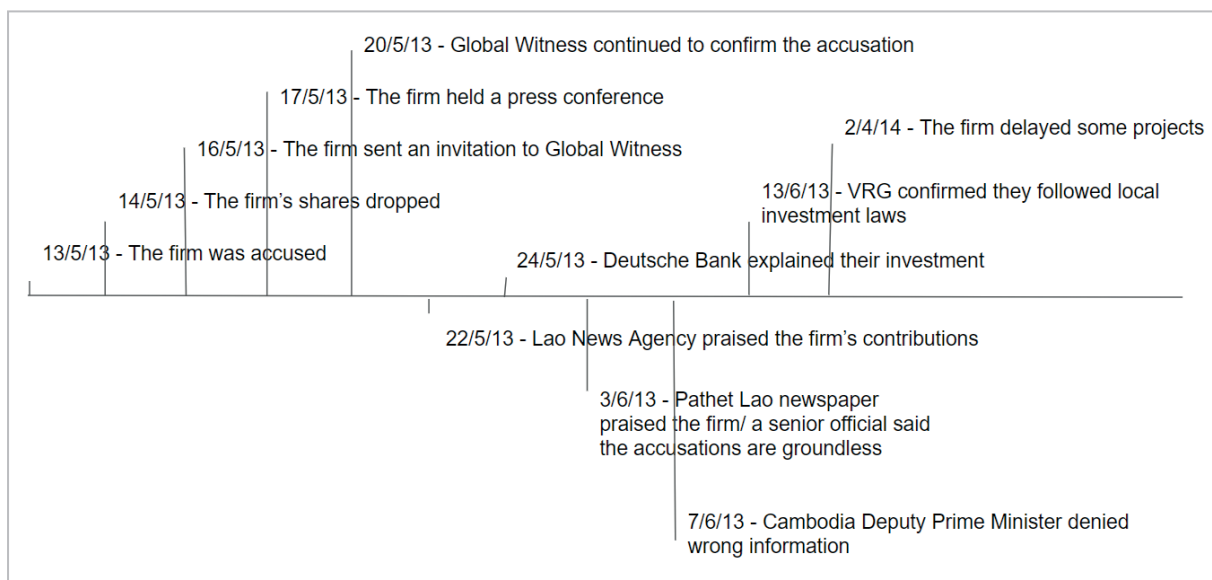 20/5/13 - Global Witness continued to confirm the accusation
17/5/13 - The firm held a press conference
2/4/14 - The firm delayed some projects
16/5/13 - The firm sent an invitation to Global Witness
13/6/13 - VRG confirmed they followed local
investment laws
14/5/13 - The firm's shares dropped
13/5/13 - The firm was accused
24/5/13 - Deutsche Bank explained their investment
22/5/13 - Lao News Agency praised the firm's contributions
3/6/13 - Pathet Lao newspaper
praised the firm/ a senior official said
the accusations are groundless
7/6/13 - Cambodia Deputy Prime Minister denied
wrong information